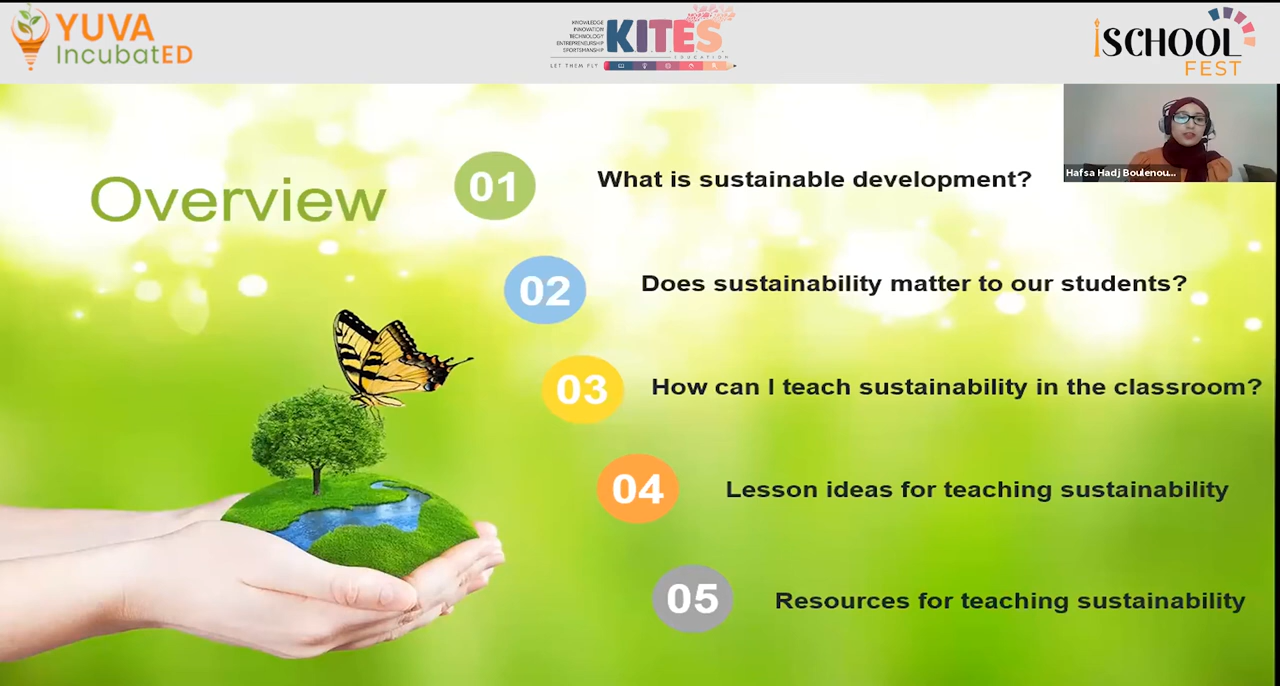 YUVA
IncubatED
KNOWLEDGE
INNOVATION
TECHNOLOGY
ENTREPRENEURSHIP
SPORTSMANSHIP
KITES
EDUCATION
LET THEM FLY
iSCHOOL
FEST
Hafsa Hadj Boulenou...
Overview
01 What is sustainable development?
02 Does sustainability matter to our students?
03 How can I teach sustainability in the classroom?
04 Lesson ideas for teaching sustainability
05 Resources for teaching sustainability